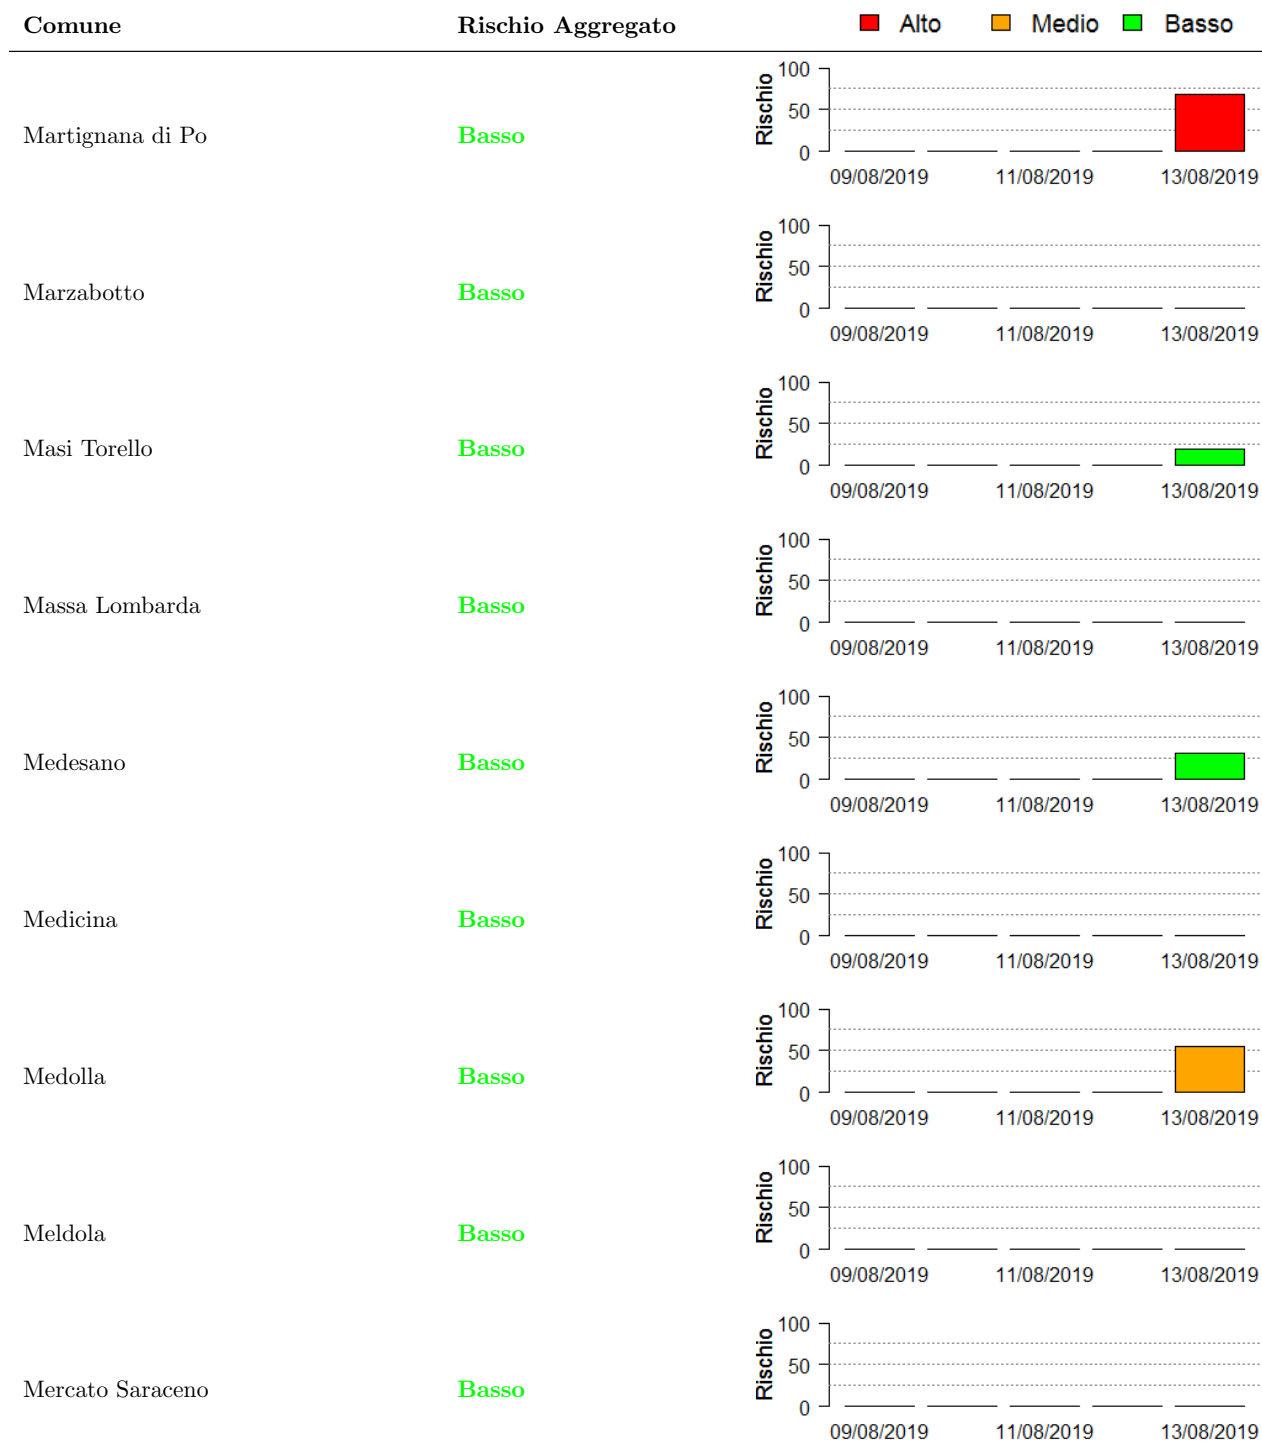 Comune Rischio Aggregato Alto Medio Basso
Martignana di Po Basso
Rischio
100
50
0
09/08/2019 11/08/2019 13/08/2019
Marzabotto Basso
Rischio
100
50
0
09/08/2019 11/08/2019 13/08/2019
Masi Torello Basso
Rischio
100
50
0
09/08/2019 11/08/2019 13/08/2019
Massa Lombarda Basso
Rischio
100
50
0
09/08/2019 11/08/2019 13/08/2019
Medesano Basso
Rischio
100
50
0
09/08/2019 11/08/2019 13/08/2019
Medicina Basso
Rischio
100
50
0
09/08/2019 11/08/2019 13/08/2019
Medolla Basso
Rischio
100
50
0
09/08/2019 11/08/2019 13/08/2019
Meldola Basso
Rischio
100
50
0
09/08/2019 11/08/2019 13/08/2019
Mercato Saraceno Basso
Rischio
100
50
0
09/08/2019 11/08/2019 13/08/2019